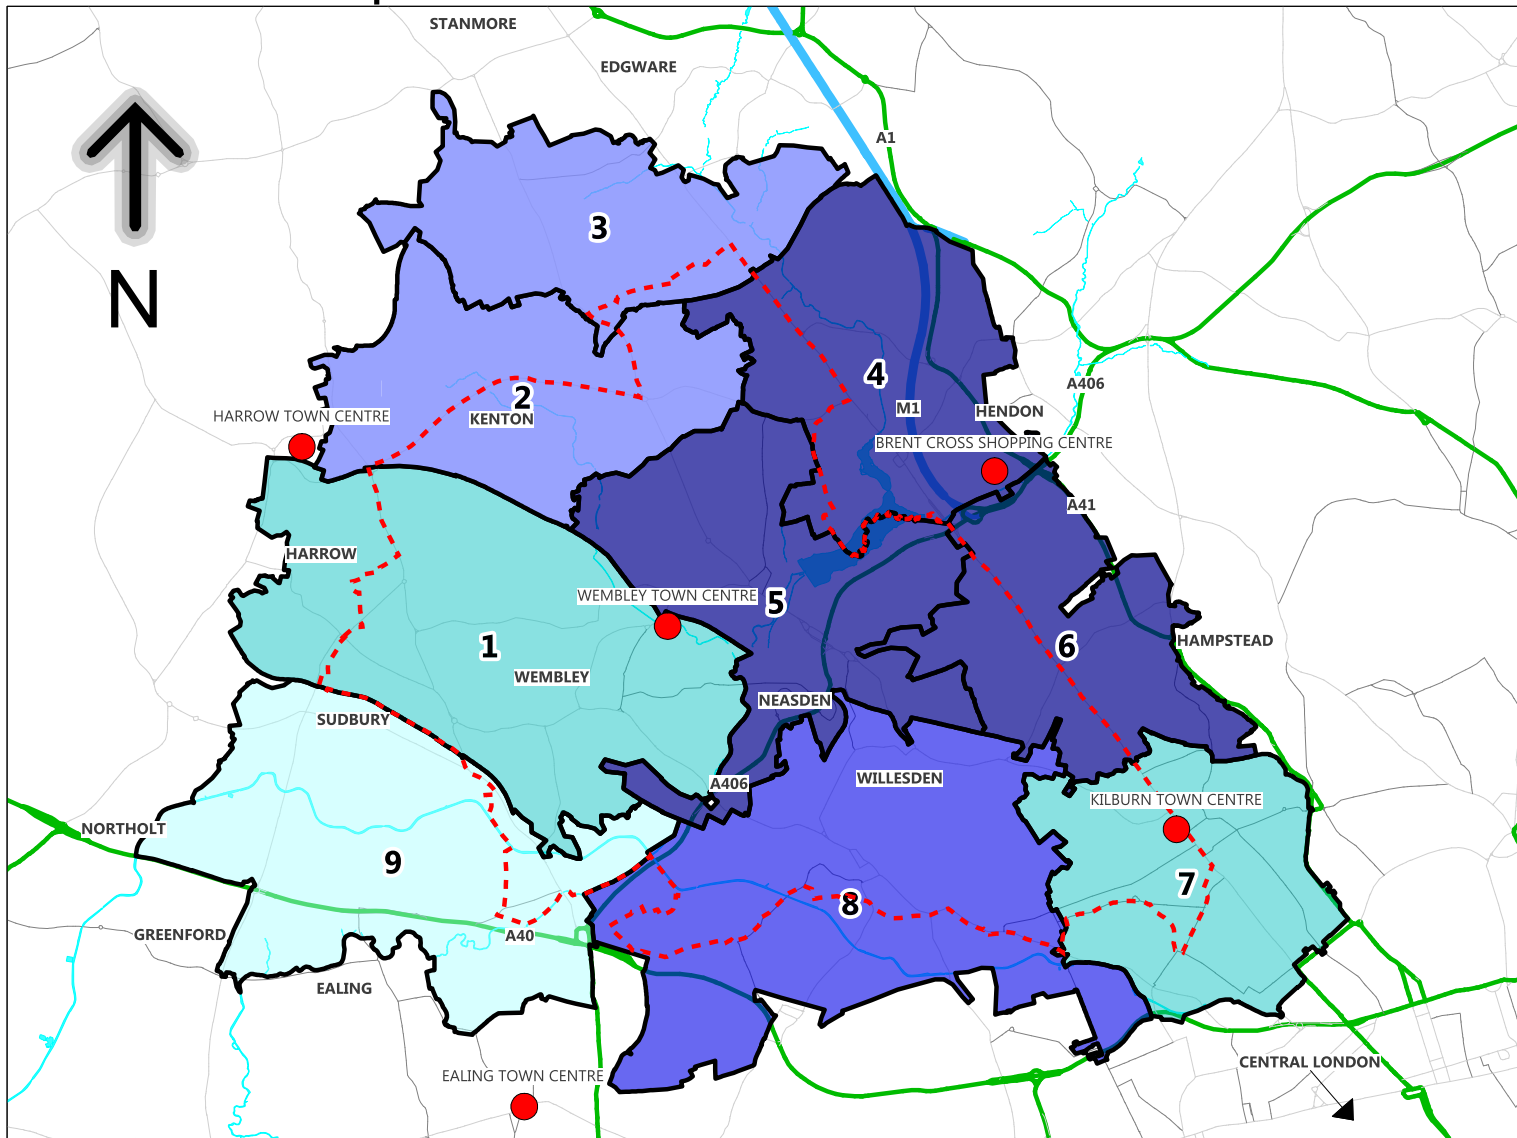 STANMORE
EDGWARE
A1
3
N
4
A406
2
HARROW TOWN CENTRE
KENTON
M1
HENDON
BRENT CROSS SHOPPING CENTRE
A41
HARROW
WEMBLEY TOWN CENTRE
5
1
6
HAMPSTEAD
WEMBLEY
NEASDEN
SUDBURY
WILLESDEN
A406
KILBURN TOWN CENTRE
NORTHOLT
9
7
8
GREENFORD
A40
EALING
CENTRAL LONDON
EALING TOWN CENTRE